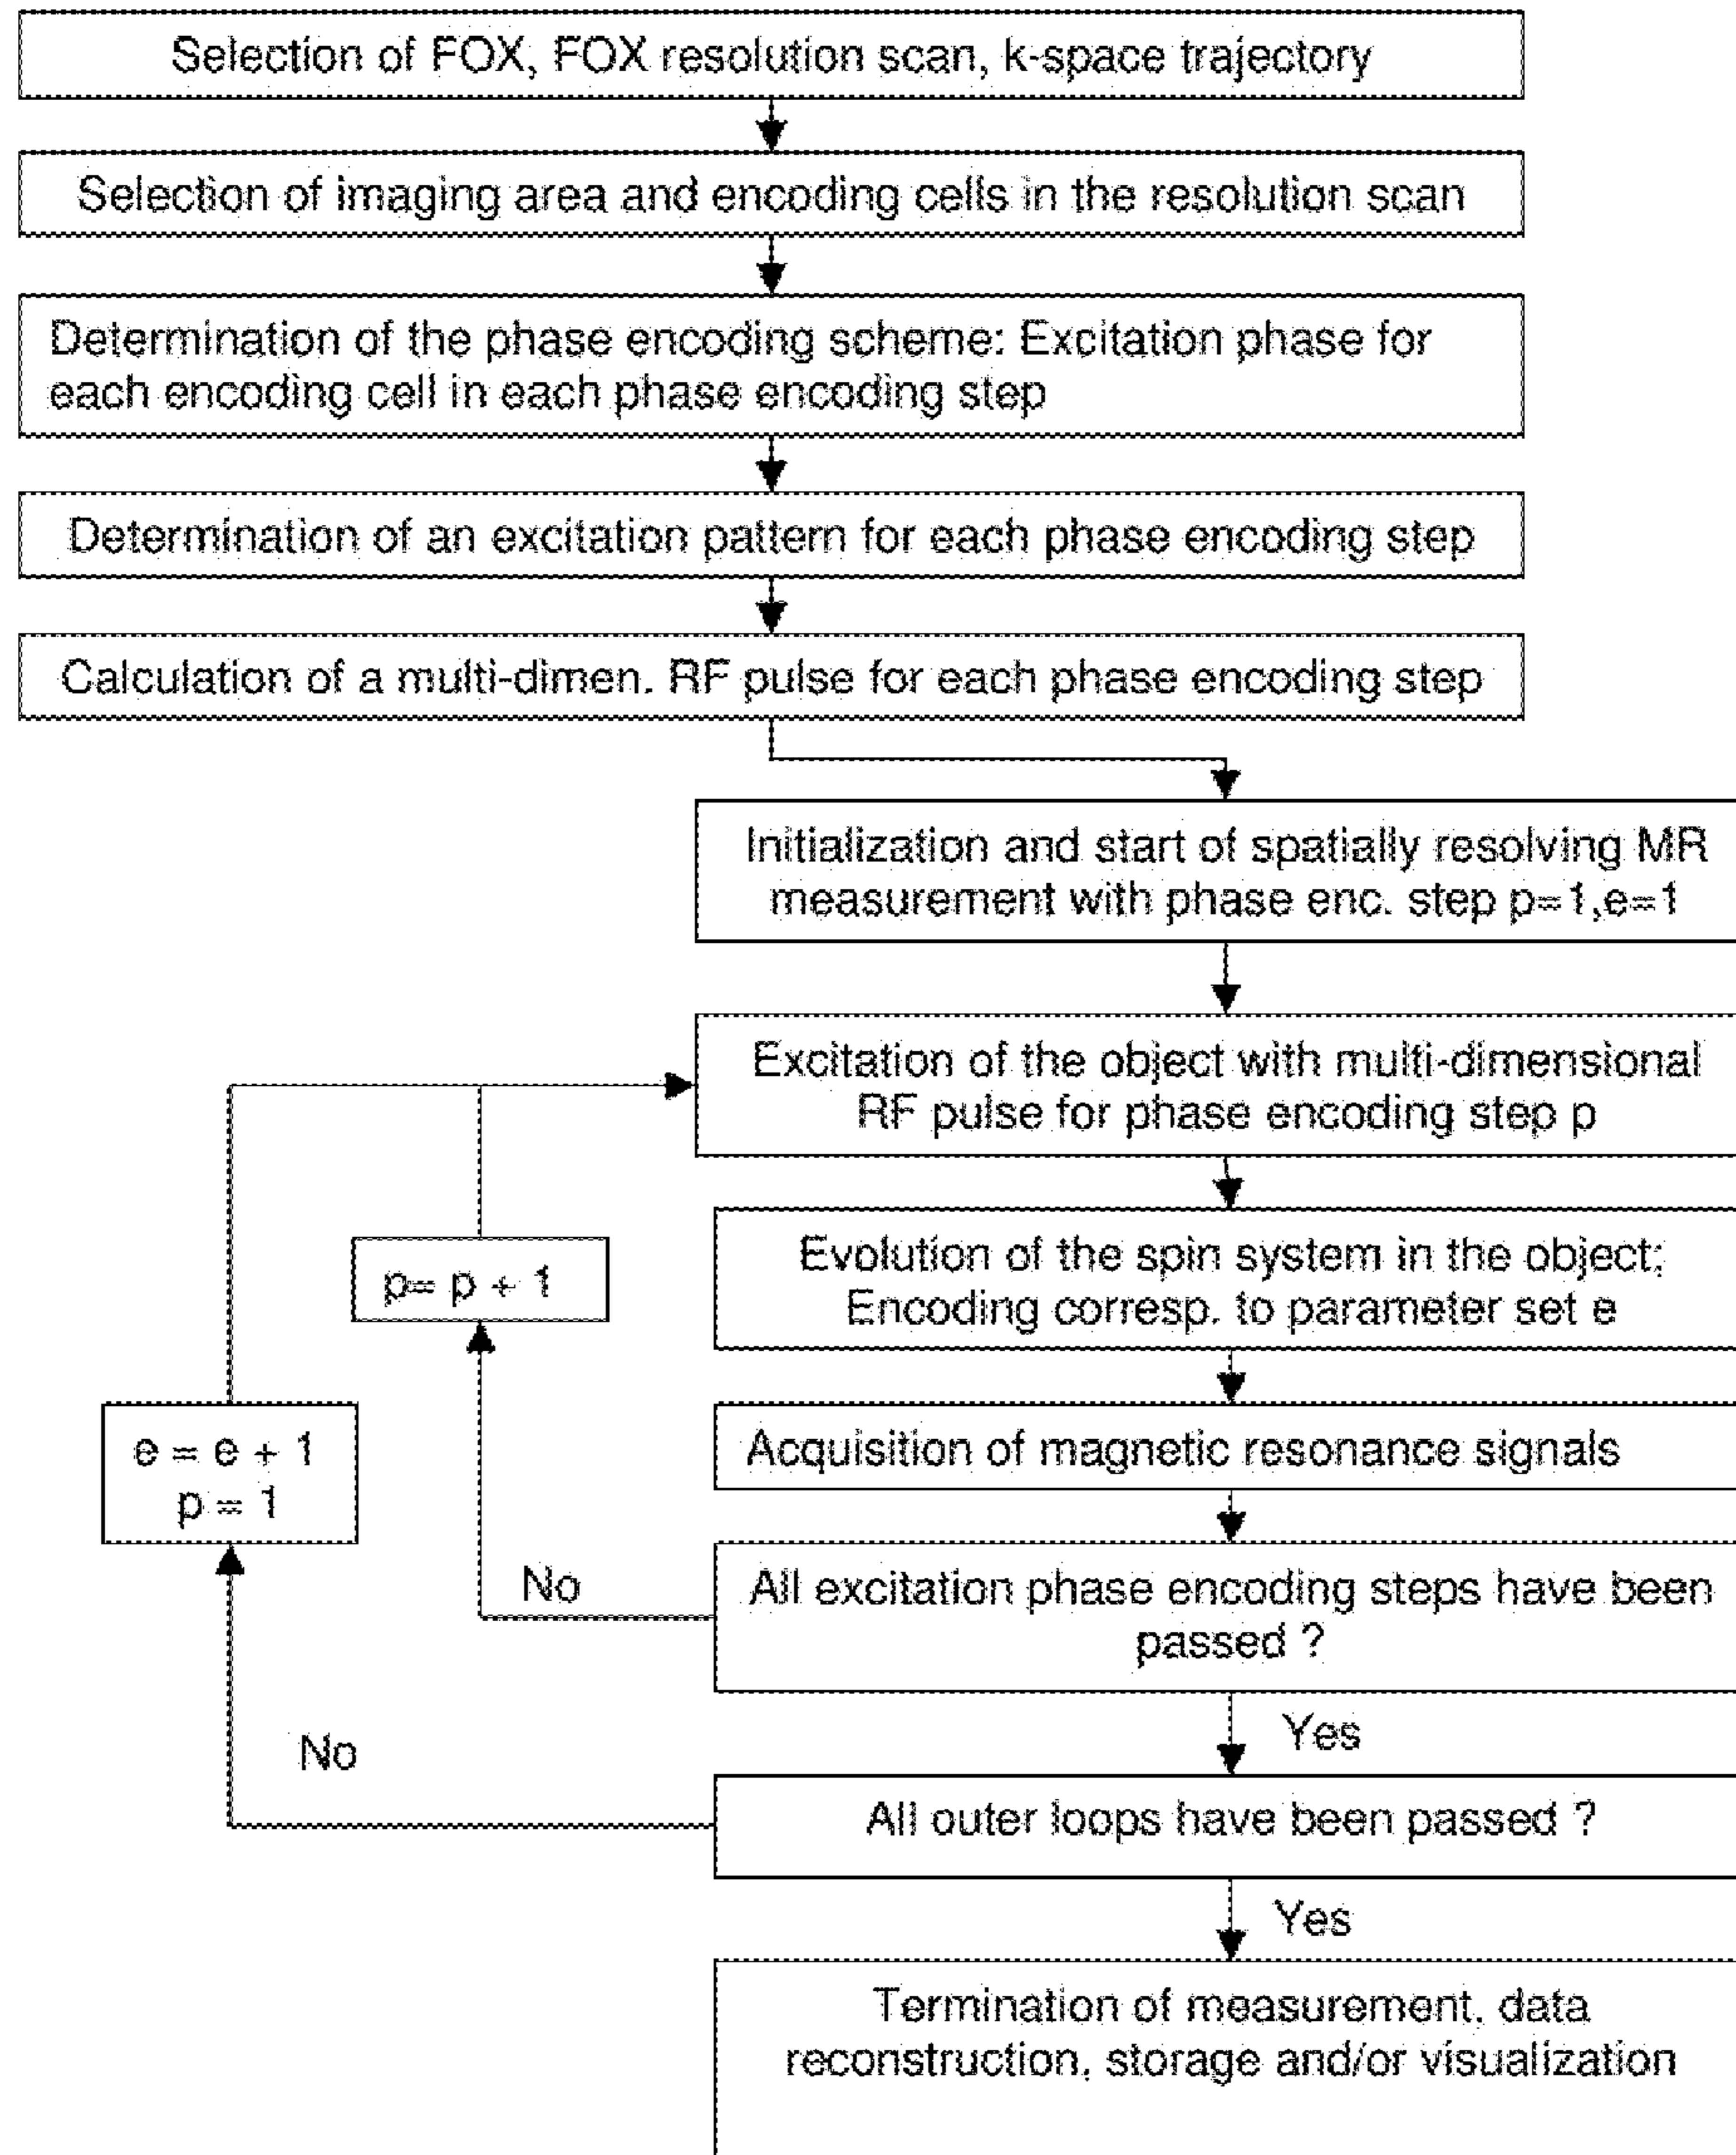 Selection of FOX, FOX resolution scan, k-space trajectory
Selection of imaging area and encoding cells in the resolution scan
Determination of the phase encoding scheme: Excitation phase for
each encoding cell in each phase encoding step
Determination of an excitation pattern for each phase encoding step
Calculation of a multi-dimen. RF pulse for each phase encoding step
Initialization and start of spatially resolving MR
measurement with phase enc. step p=1,e=1
Excitation of the object with multi-dimensional
RF pulse for phase encoding step p
Evolution of the spin system in the object;
Encoding corresp. to parameter set e
p= p + 1
Acquisition of magnetic resonance signals
e = e + 1
p = 1
All excitation phase encoding steps have been
passed ?
No
Yes
No
All outer loops have been passed ?
Yes
Termination of measurement, data
reconstruction, storage and/or visualization